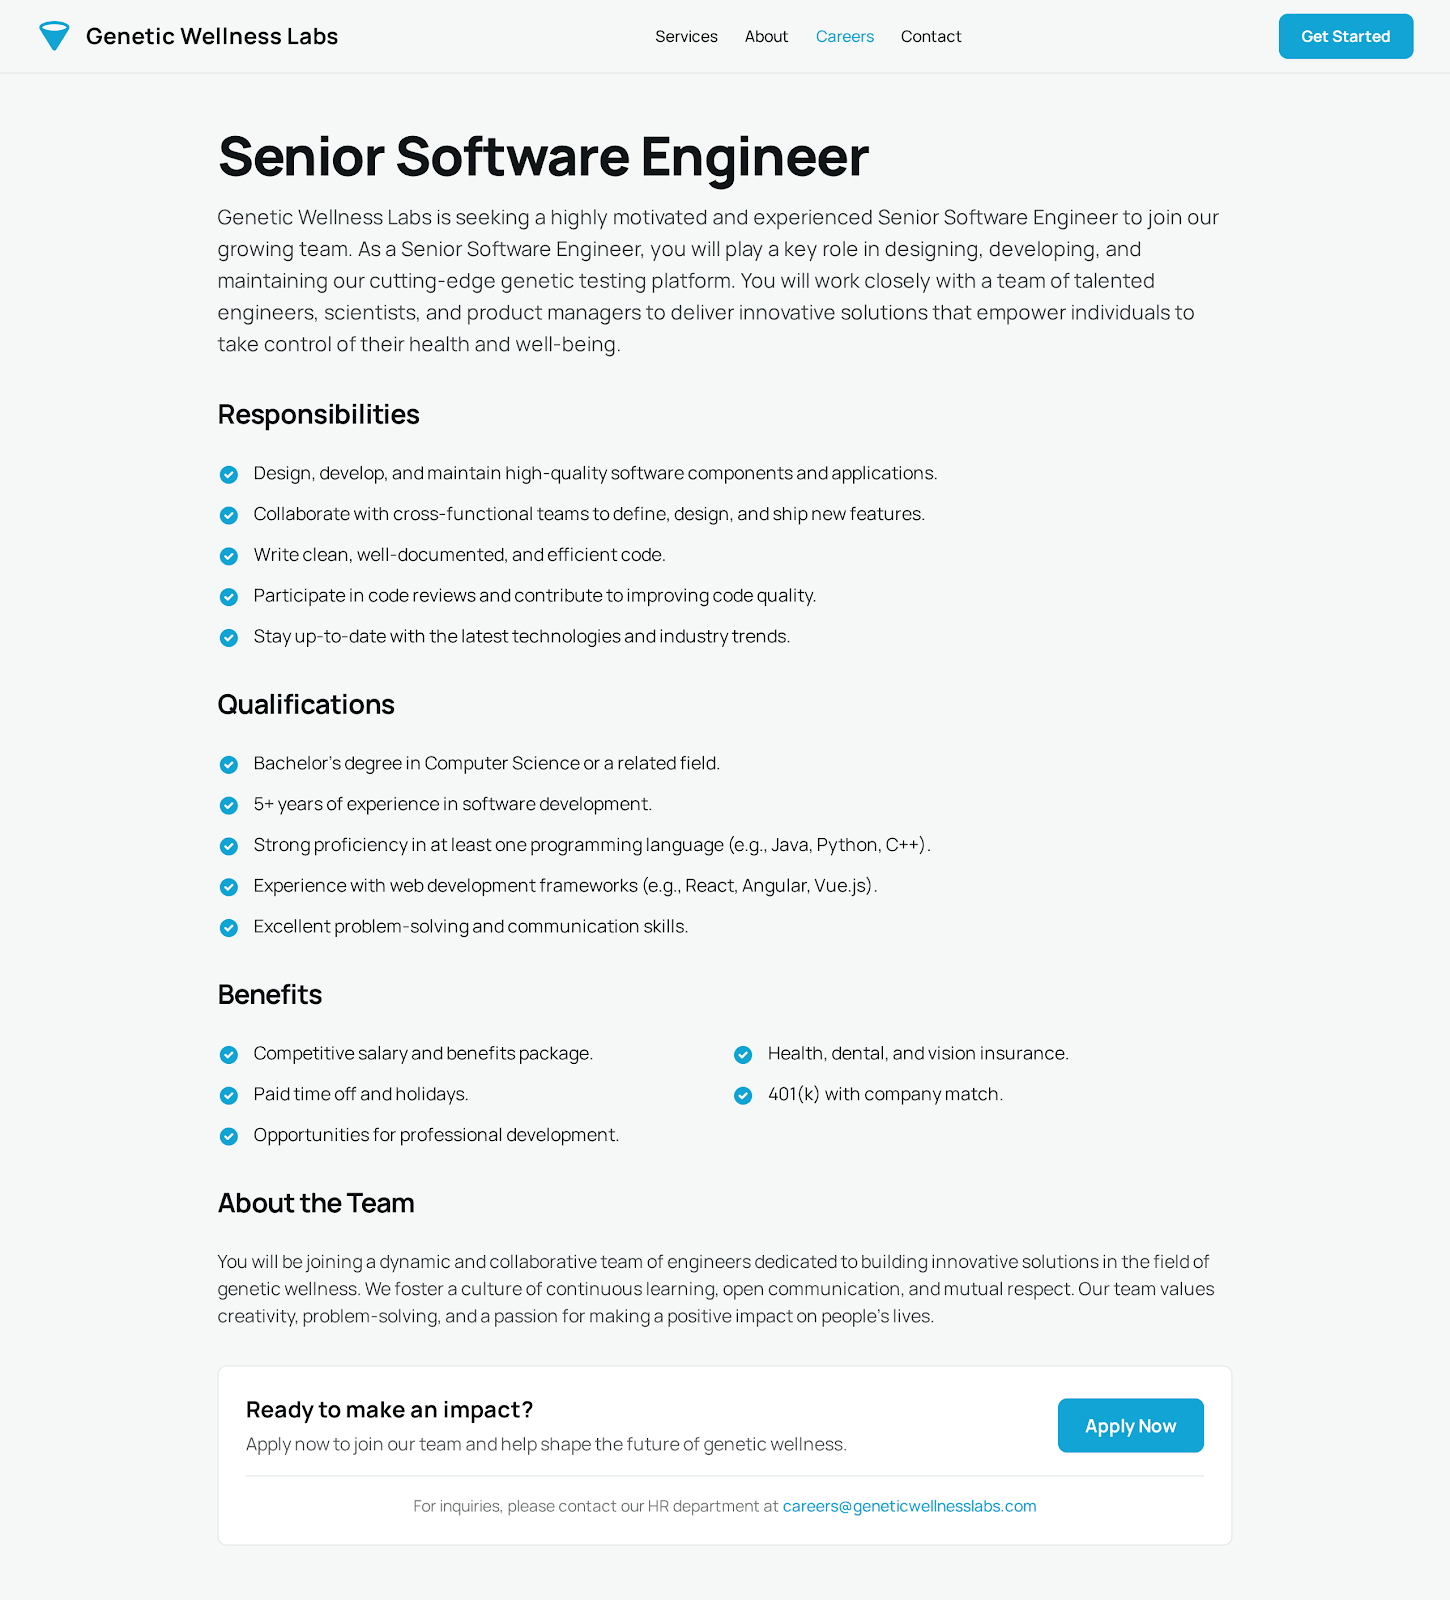 Genetic Wellness Labs
Services
About
Careers
Contact
Get Started
Senior Software Engineer
Genetic Wellness Labs is seeking a highly motivated and experienced Senior Software Engineer to join our
growing team. As a Senior Software Engineer, you will play a key role in designing, developing, and
maintaining our cutting-edge genetic testing platform. You will work closely with a team of talented
engineers, scientists, and product managers to deliver innovative solutions that empower individuals to
take control of their health and well-being.
Responsibilities
Design, develop, and maintain high-quality software components and applications.
Collaborate with cross-functional teams to define, design, and ship new features.
Write clean, well-documented, and efficient code.
Participate in code reviews and contribute to improving code quality.
Stay up-to-date with the latest technologies and industry trends.
Qualifications
Bachelor's degree in Computer Science or a related field.
5+ years of experience in software development.
Strong proficiency in at least one programming language (e.g., Java, Python, C++).
Experience with web development frameworks (e.g., React, Angular, Vue.js).
Excellent problem-solving and communication skills.
Benefits
Competitive salary and benefits package.
Health, dental, and vision insurance.
Paid time off and holidays.
401(k) with company match.
Opportunities for professional development.
About the Team
You will be joining a dynamic and collaborative team of engineers dedicated to building innovative solutions in the field of
genetic wellness. We foster a culture of continuous learning, open communication, and mutual respect. Our team values
creativity, problem-solving, and a passion for making a positive impact on people's lives.
Ready to make an impact?
Apply now to join our team and help shape the future of genetic wellness.
Apply Now
For inquiries, please contact our HR department at careers@geneticwellnesslabs.com